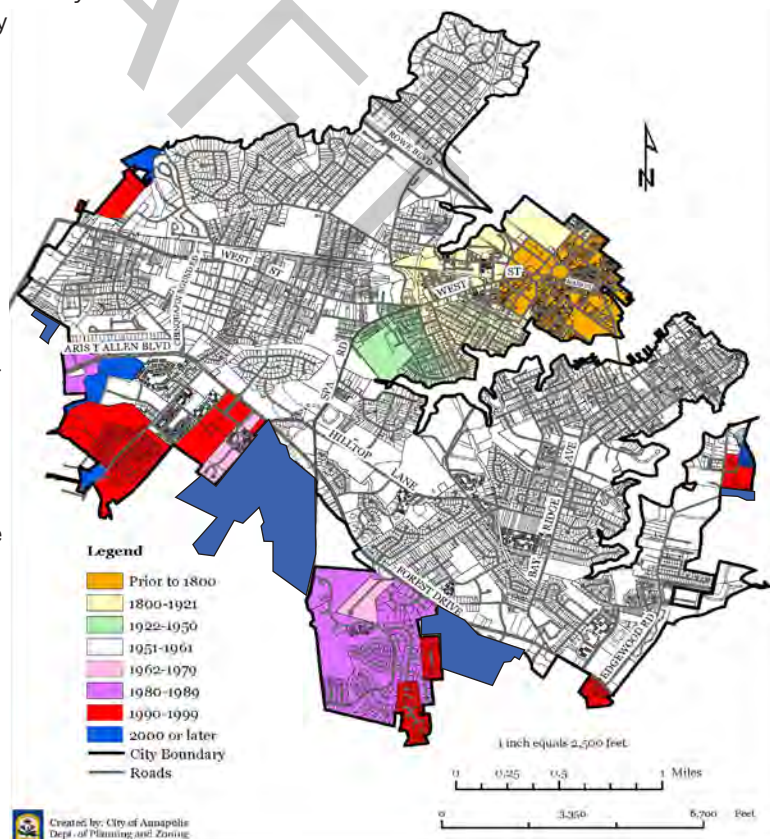 y
e
ROWE BLVD
WEST ST
WEST ST
CHINQUAPIN ROUND RD
ARIS T ALLEN BLVD
SPA RD
HILLTOP LANE
BAY RIDGE AVE
FOREST DRIVE
EDGEWOOD RD
N
Legend
Prior to 1800
1800-1921
1922-1950
1951-1961
1962-1979
1980-1989
1990-1999
2000 or later
City Boundary
Roads
1 inch equals 2,500 feet
0 0.25 0.5 1 Miles
0 3,350 6,700 Feet
Created by: City of Annapolis
Dept. of Planning and Zoning